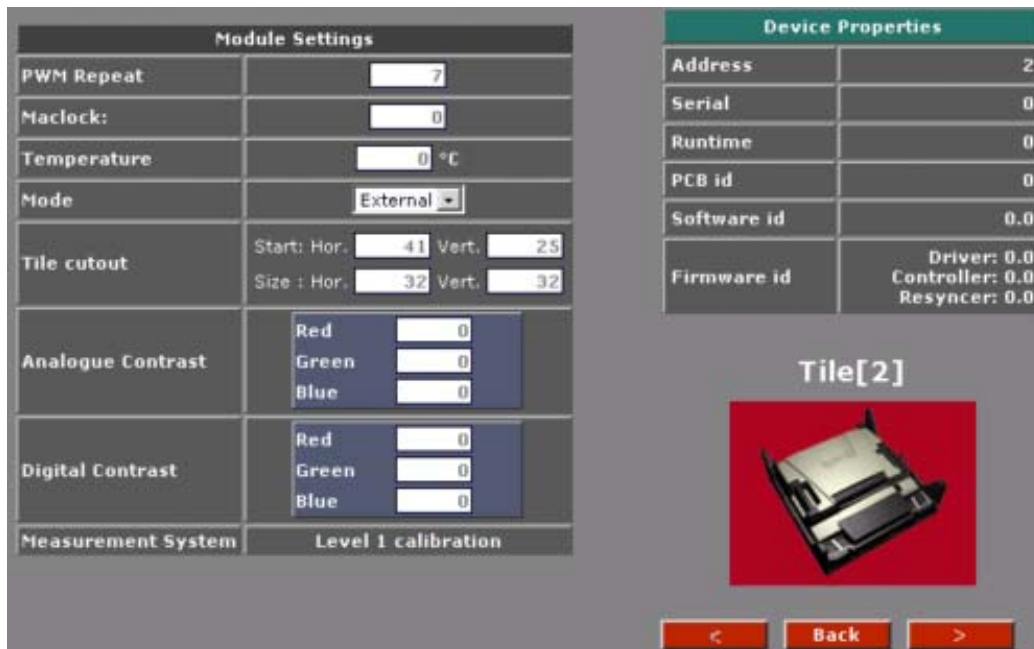 Module Settings
PWM Repeat 7
Maclock: 0
Temperature 0 °C
Mode External
Tile cutout
Start: Hor. 41 Vert. 25
Size : Hor. 32 Vert. 32
Analogue Contrast
Red 0
Green 0
Blue 0
Digital Contrast
Red 0
Green 0
Blue 0
Measurement System Level 1 calibration
Device Properties
Address 2
Serial 0
Runtime 0
PCB id 0
Software id 0.0
Firmware id
Driver: 0.0
Controller: 0.0
Resyncer: 0.0
Tile[2]
< Back >